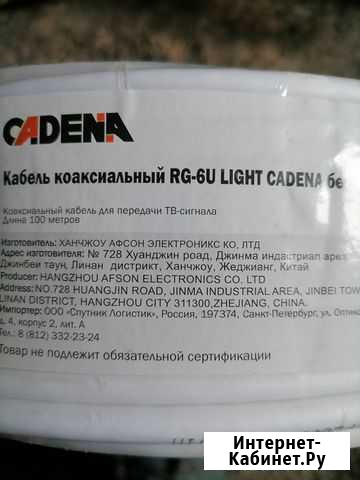 CADENA
Кабель коаксиальный RG-6U LIGHT CADENA бе
Коаксиальный кабель для передачи ТВ-сигнала
Длина 100 метров
Изготовитель: ХАНЧЖОУ АФСОН ЭЛЕКТРОНИКС КО, ЛТД
Адрес изготовителя: № 728 Хуанджин роад, Джинма индастриал ареа
Джинбеи таун, Линан дистрикт, Ханчжоу, Жеджианг, Китай
Producer: HANGZHOU AFSON ELECTRONICS CO LTD
Address: NO.728 HUANGJIN ROAD, JINMA INDUSTRIAL AREA, JINBEI TOW
LINAN DISTRICT, HANGZHOU CITY 311300,ZHEJIANG, CHINA.
Импортер: ООО «Спутник Логистик», Россия, 197374, Санкт-Петербург, ул. Оптико
д. 4, корпус 2, лит. А
Тел.: 8 (812) 332-23-24
Товар не подлежит обязательной сертификации
Интернет-
Кабинет.Ру